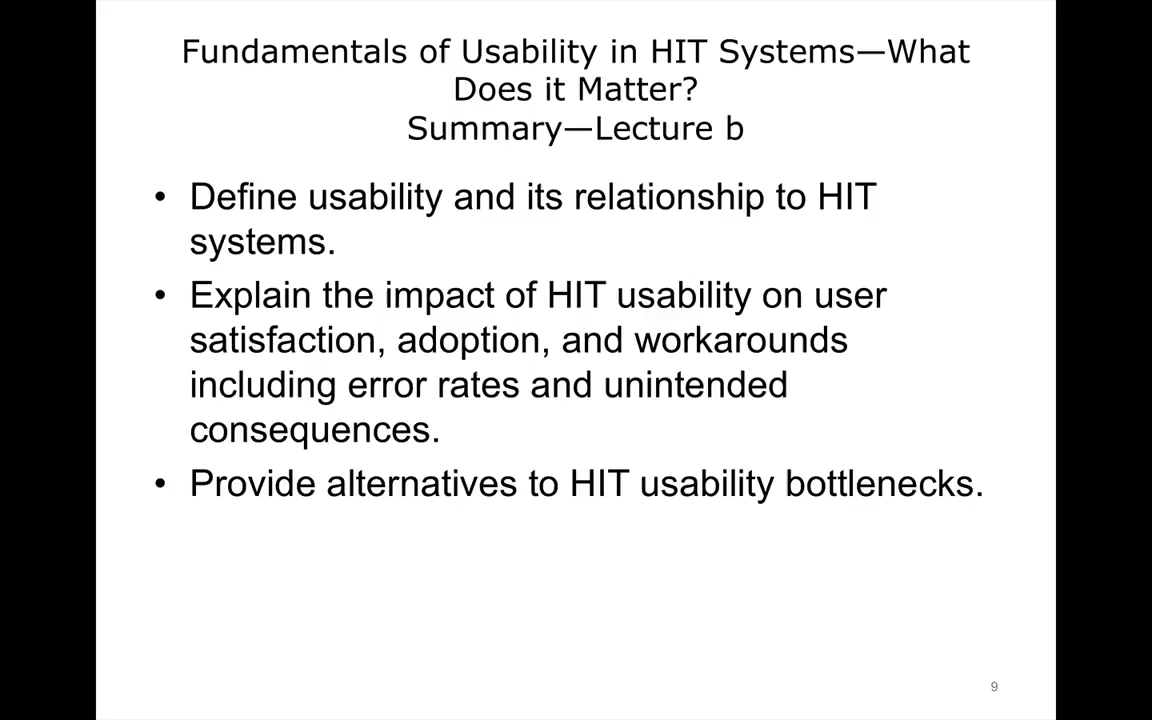 Fundamentals of Usability in HIT Systems—What
Does it Matter?
Summary—Lecture b
• Define usability and its relationship to HIT
systems.
• Explain the impact of HIT usability on user
satisfaction, adoption, and workarounds
including error rates and unintended
consequences.
• Provide alternatives to HIT usability bottlenecks.
9